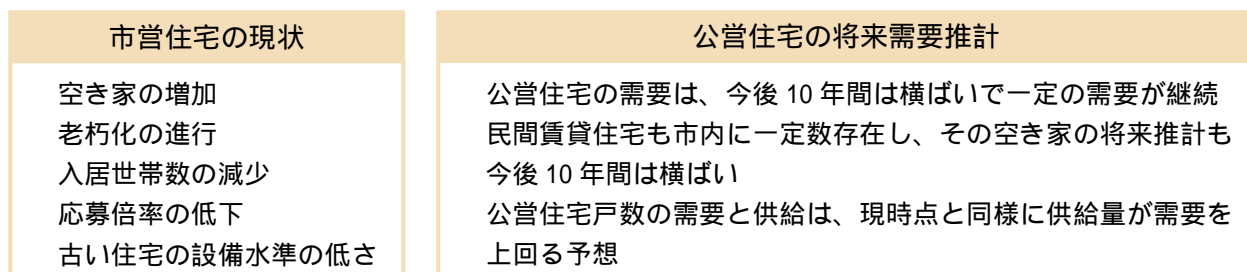 市営住宅の現状
空き家の増加
老朽化の進行
入居世帯数の減少
応募倍率の低下
古い住宅の設備水準の低さ
公営住宅の将来需要推計
公営住宅の需要は、今後 10 年間は横ばいで一定の需要が継続
民間賃貸住宅も市内に一定数存在し、その空き家の将来推計も
今後 10 年間は横ばい
公営住宅戸数の需要と供給は、現時点と同様に供給量が需要を
上回る予想